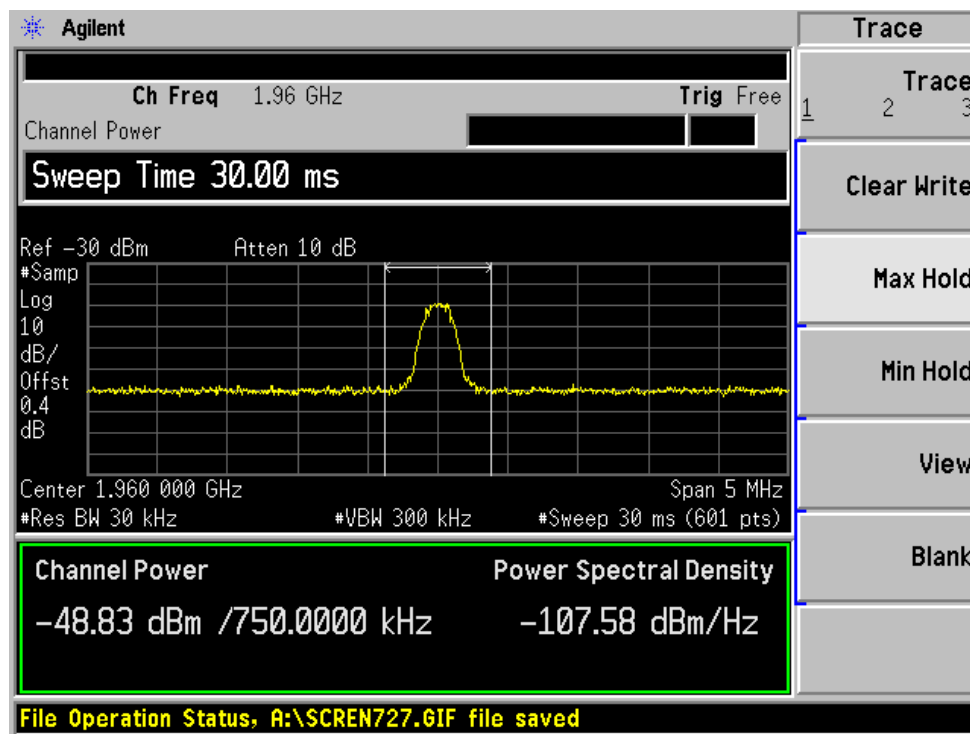 Agilent
Trace
Ch Freq 1.96 GHz Trig Free
Channel Power
Sweep Time 30.00 ms
Ref -30 dBm Atten 10 dB
#Samp
Log
10
dB/
Offst
0.4
dB
Center 1.960 000 GHz Span 5 MHz
#Res BW 30 kHz #VBW 300 kHz #Sweep 30 ms (601 pts)
Channel Power Power Spectral Density
-48.83 dBm /750.0000 kHz -107.58 dBm/Hz
File Operation Status, A:\SCREN727.GIF file saved
Trace
1 2 3
Clear Write
Max Hold
Min Hold
View
Blank